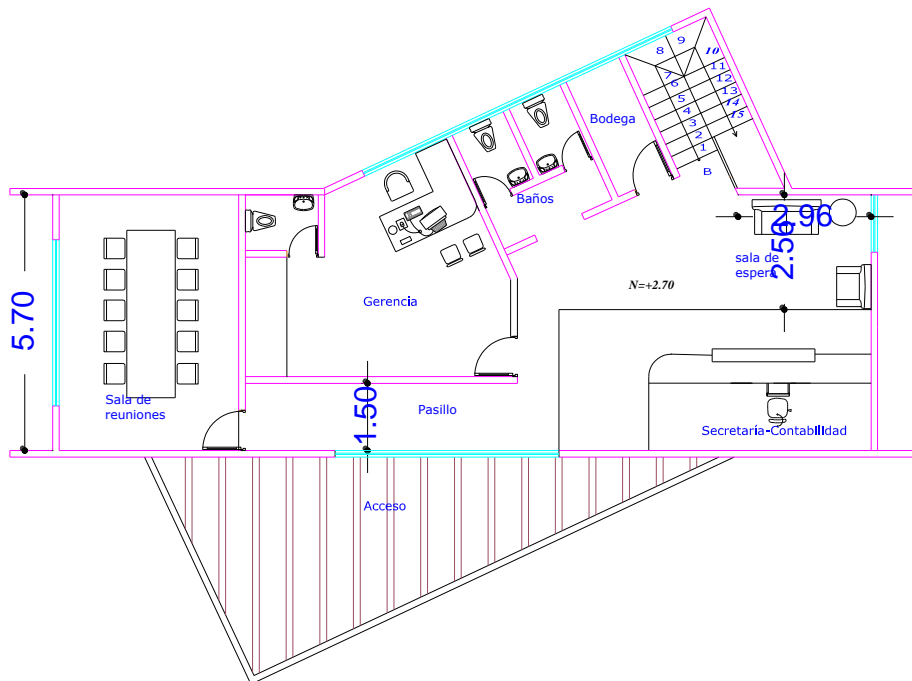 9
8
10
7
11
6
12
5
13
4
14
3
15
2
1
B
Bodega
Baños
2.96
2.56
sala de
espera
N=+2.70
Gerencia
5.70
1.50
Sala de
reuniones
Pasillo
Secretaría-Contabilidad
Acceso